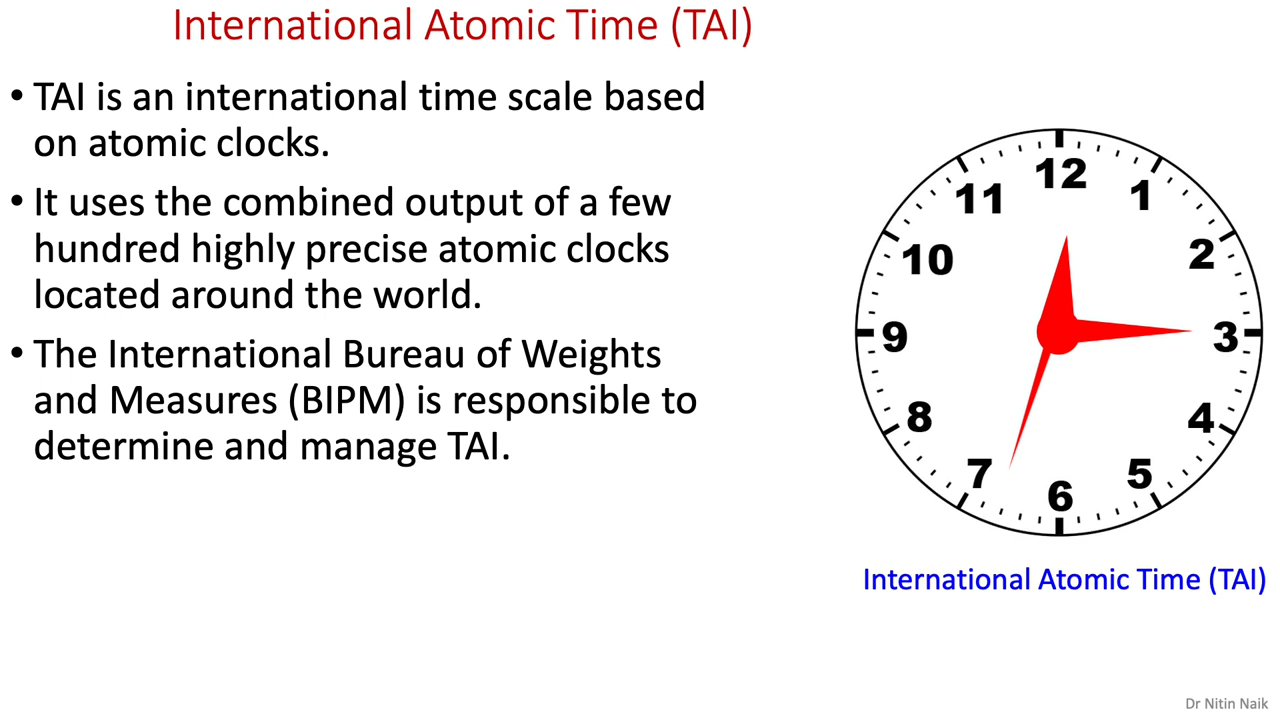 International Atomic Time (TAI)
• TAI is an international time scale based
on atomic clocks.
• It uses the combined output of a few
hundred highly precise atomic clocks
located around the world.
• The International Bureau of Weights
and Measures (BIPM) is responsible to
determine and manage TAI.
12
11
1
10
2
9
3
8
4
7
5
6
International Atomic Time (TAI)
Dr Nitin Naik